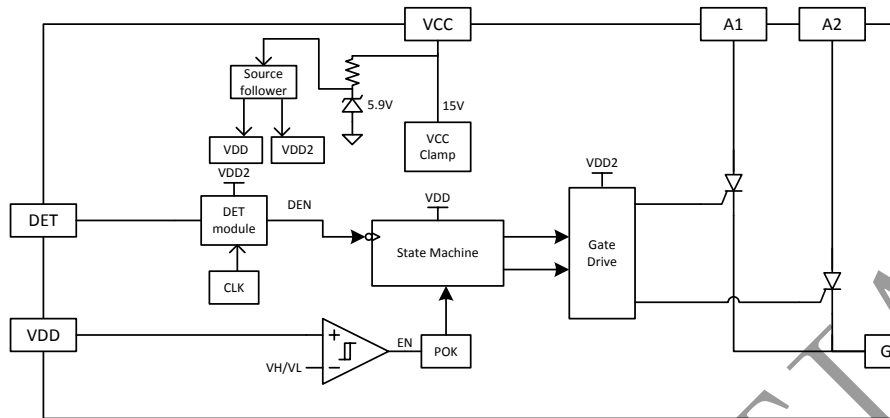 VCC
A1
A2
Source
follower
5.9V
15V
VDD
VDD2
VCC
Clamp
VDD2
VDD2
DET
DET
module
DEN
VDD
State Machine
Gate
Drive
CLK
VDD
VH/VL
+
−
EN
POK
G